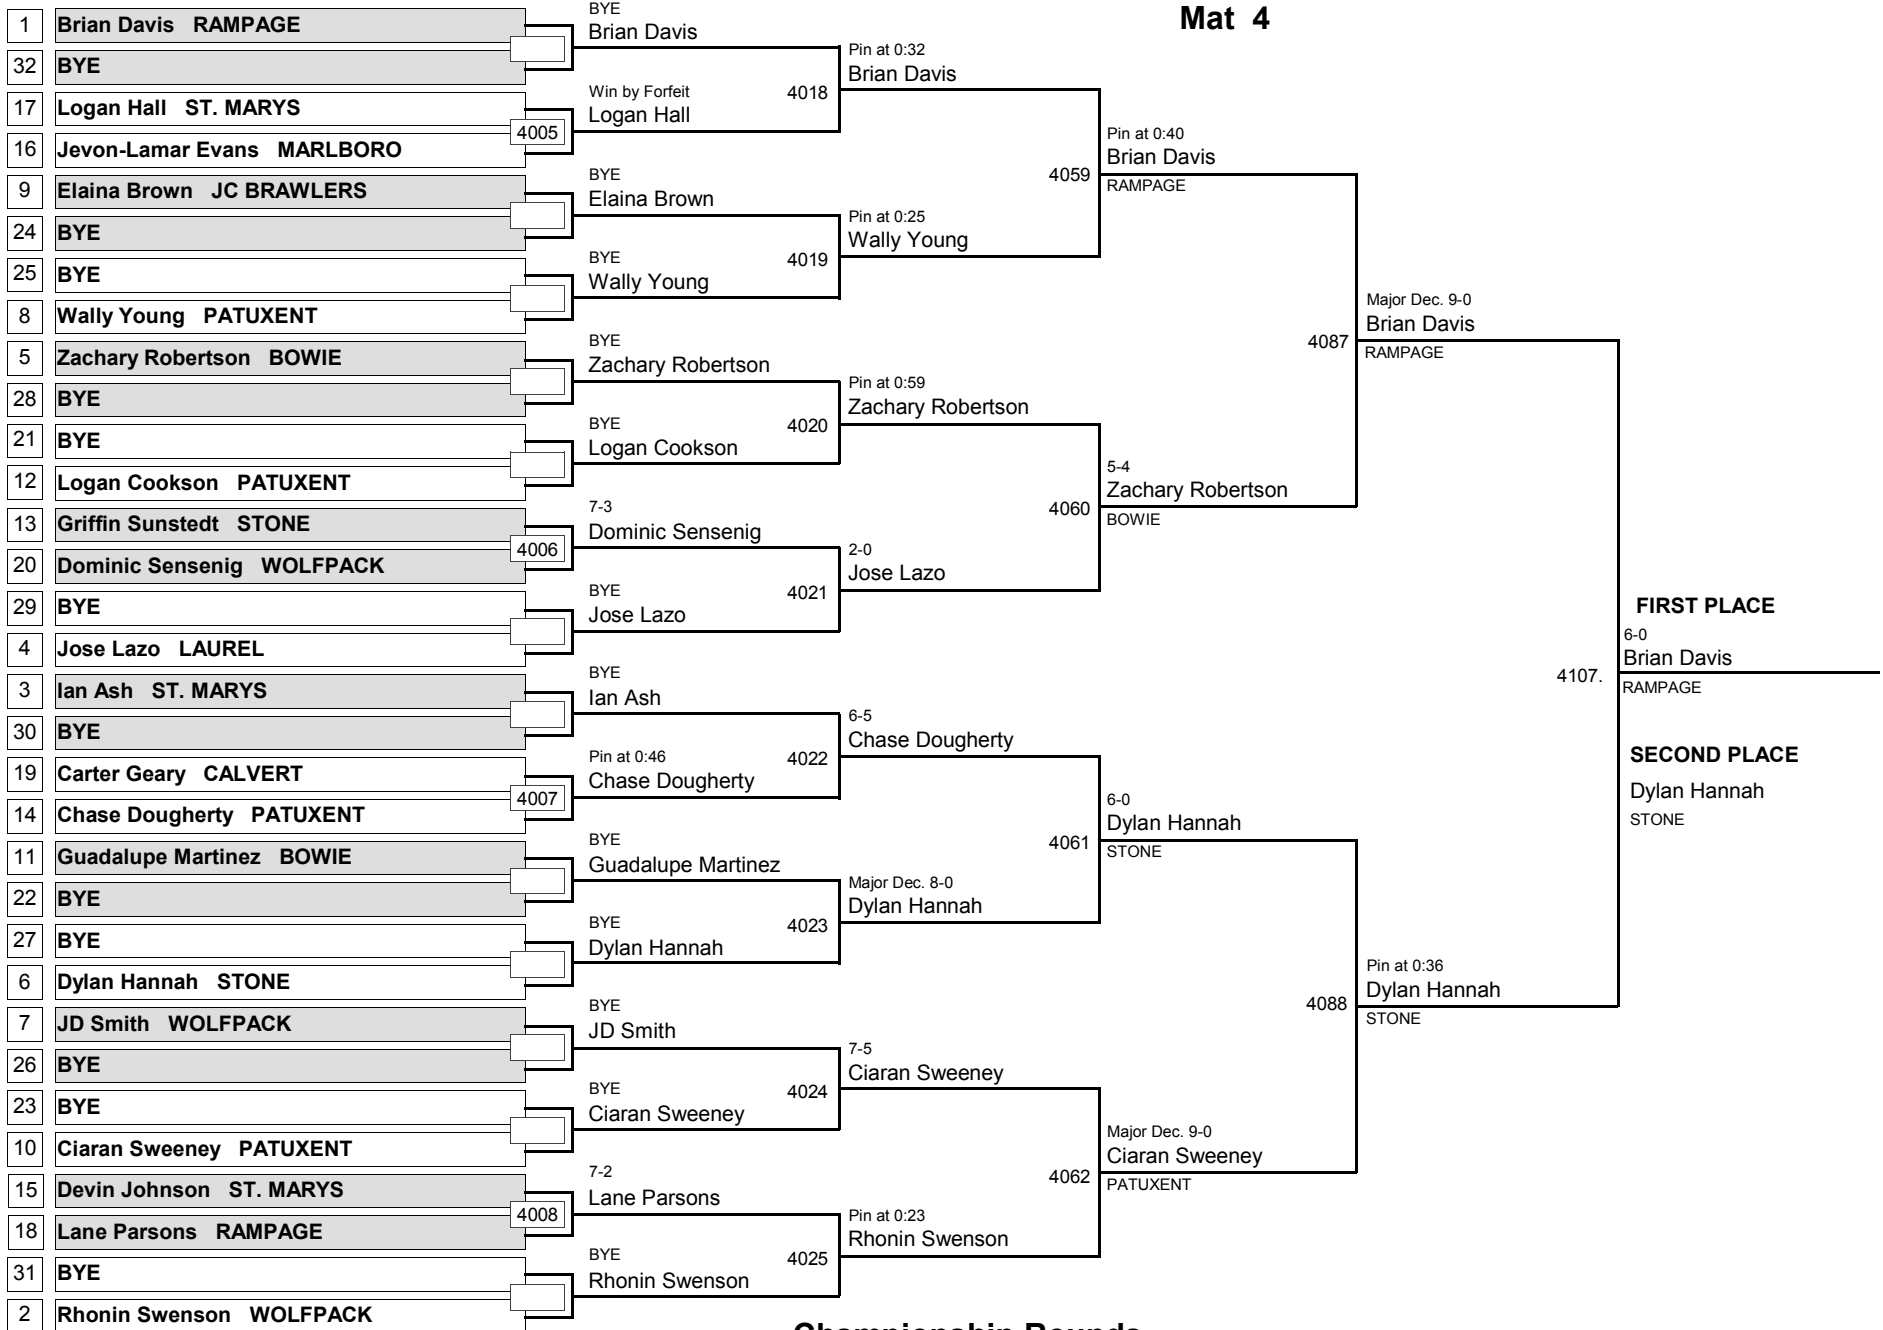 Mat 4
1 Brian Davis RAMPAGE
32 BYE
17 Logan Hall ST. MARYS
16 Jevon-Lamar Evans MARLBORO
9 Elaina Brown JC BRAWLERS
24 BYE
25 BYE
8 Wally Young PATUXENT
5 Zachary Robertson BOWIE
28 BYE
21 BYE
12 Logan Cookson PATUXENT
13 Griffin Sunstedt STONE
20 Dominic Sensenig WOLFPACK
29 BYE
4 Jose Lazo LAUREL
3 Ian Ash ST. MARYS
30 BYE
19 Carter Geary CALVERT
14 Chase Dougherty PATUXENT
11 Guadalupe Martinez BOWIE
22 BYE
27 BYE
6 Dylan Hannah STONE
7 JD Smith WOLFPACK
26 BYE
23 BYE
10 Ciaran Sweeney PATUXENT
15 Devin Johnson ST. MARYS
18 Lane Parsons RAMPAGE
31 BYE
2 Rhonin Swenson WOLFPACK
4005
4006
4007
4008
BYE
Brian Davis
Win by Forfeit
Logan Hall
BYE
Elaina Brown
BYE
Wally Young
BYE
Zachary Robertson
BYE
Logan Cookson
7-3
Dominic Sensenig
BYE
Jose Lazo
BYE
Ian Ash
Pin at 0:46
Chase Dougherty
BYE
Guadalupe Martinez
BYE
Dylan Hannah
BYE
JD Smith
BYE
Ciaran Sweeney
7-2
Lane Parsons
BYE
Rhonin Swenson
4018
4019
4020
4021
4022
4023
4024
4025
Pin at 0:32
Brian Davis
Pin at 0:25
Wally Young
Pin at 0:59
Zachary Robertson
2-0
Jose Lazo
6-5
Chase Dougherty
Major Dec. 8-0
Dylan Hannah
7-5
Ciaran Sweeney
Pin at 0:23
Rhonin Swenson
4059
4060
4061
4062
Pin at 0:40
Brian Davis
RAMPAGE
5-4
Zachary Robertson
BOWIE
6-0
Dylan Hannah
STONE
Major Dec. 9-0
Ciaran Sweeney
PATUXENT
4087
4088
Major Dec. 9-0
Brian Davis
RAMPAGE
Pin at 0:36
Dylan Hannah
STONE
4107.
FIRST PLACE
6-0
Brian Davis
RAMPAGE
SECOND PLACE
Dylan Hannah
STONE
Championship Rounds